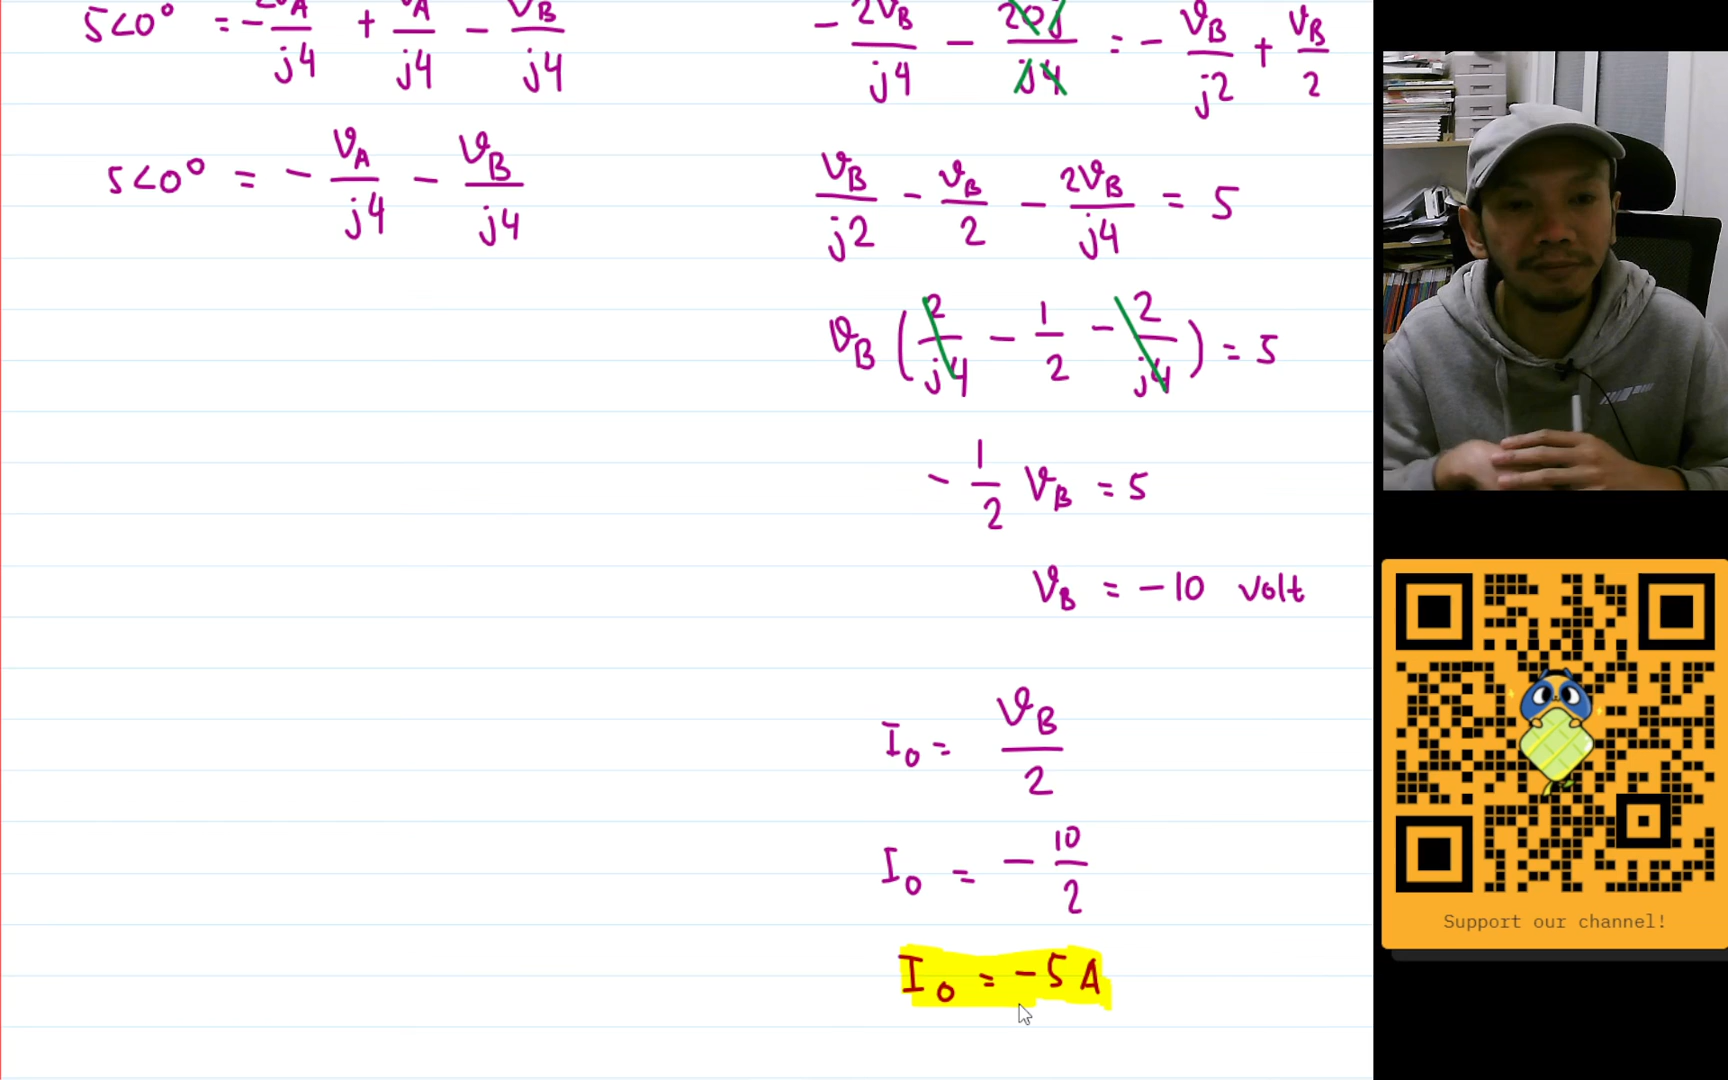 5<0° = - 2VA/j4 + VA/j4 - VB/j4
5<0° = - VA/j4 - VB/j4
- 2VB/j4 - 20j/j4 = - VB/j2 + VB/2
VB/j2 - VB/2 - 2VB/j4 = 5
VB (2/j4 - 1/2 - 2/j4) = 5
- 1/2 VB = 5
VB = -10 volt
Io = VB/2
Io = - 10/2
Io = -5 A
Support our channel!